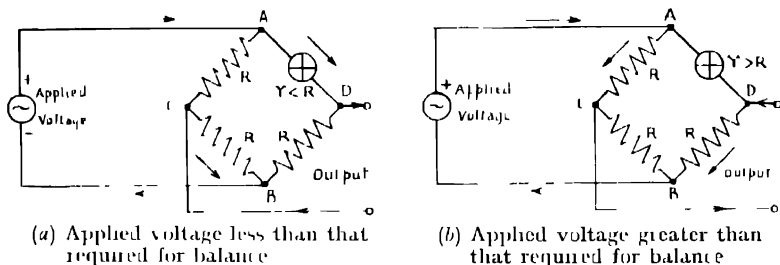 A
R
D
ϒ<R
+
Applied
Voltage
-
R
R
B
Output
(a) Applied voltage less than that
required for balance
A
R
D
ϒ>R
+
Applied
Voltage
R
R
B
Output
(b) Applied voltage greater than
that required for balance